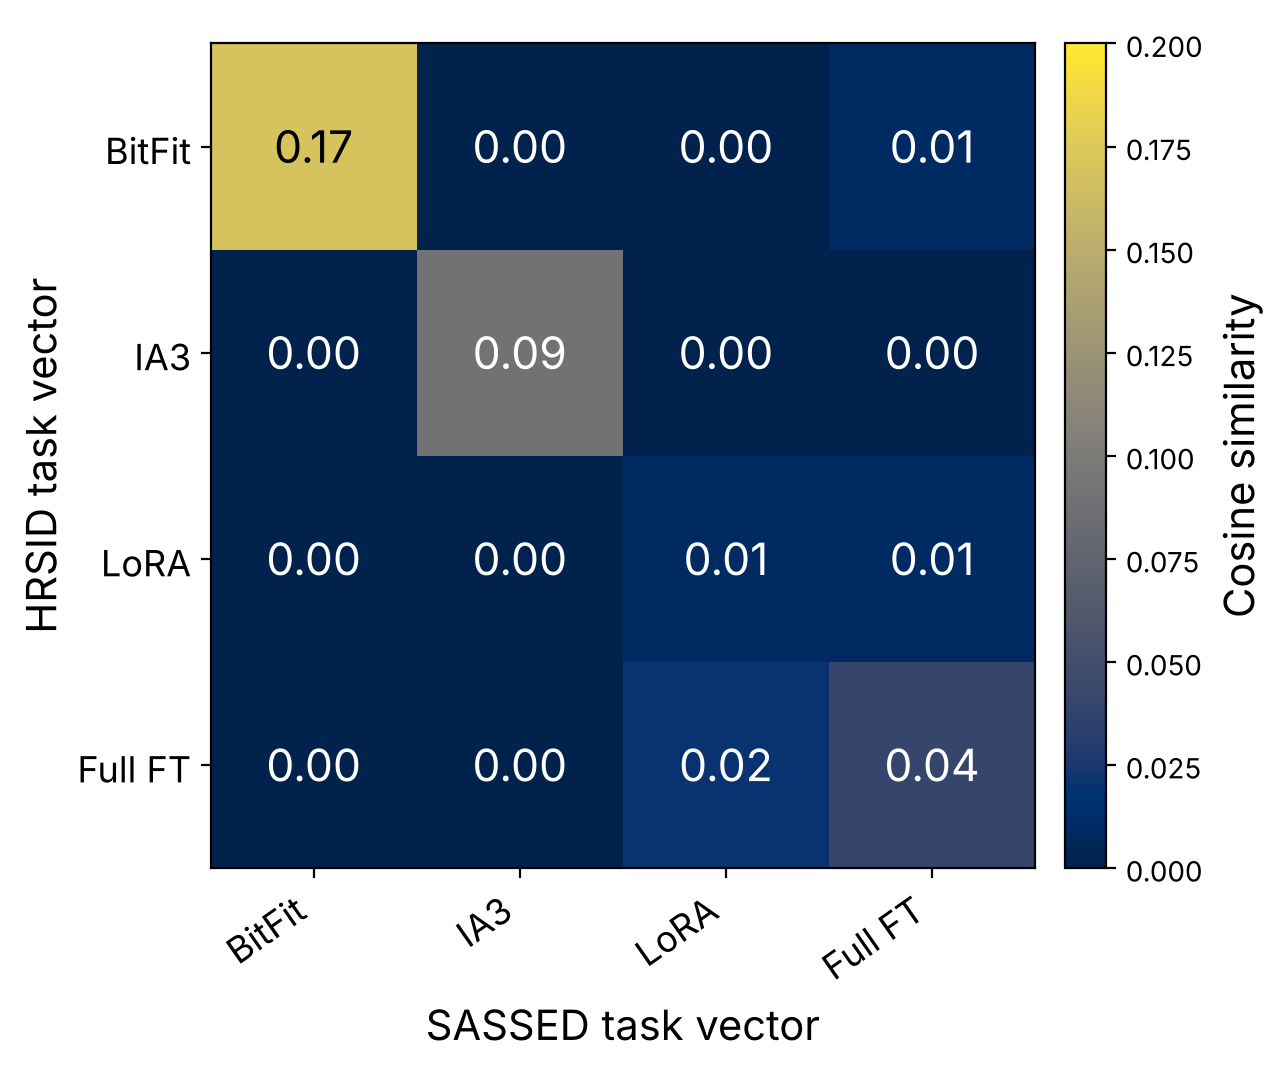 BitFit 0.17 0.00 0.00 0.01
IA3 0.00 0.09 0.00 0.00
LoRA 0.00 0.00 0.01 0.01
Full FT 0.00 0.00 0.02 0.04
BitFit IA3 LoRA Full FT
SASSED task vector
HRSID task vector
0.200
0.175
0.150
0.125
0.100
0.075
0.050
0.025
0.000
Cosine similarity